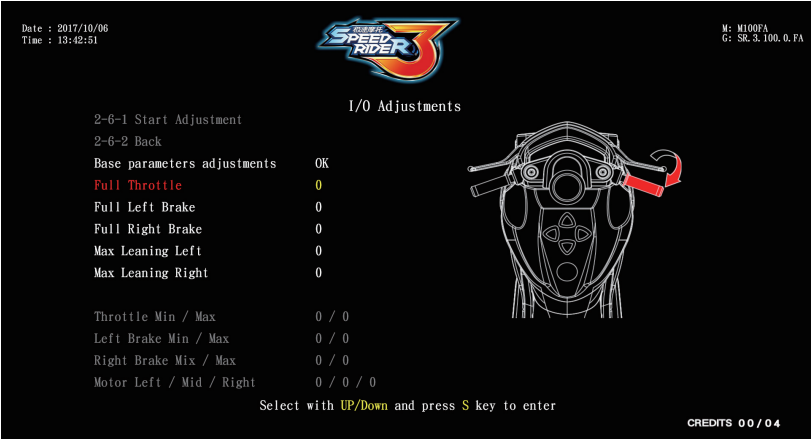 Date : 2017/10/06
Time : 13:42:51
极速摩托
SPEED
RIDER
3
M: M100FA
G: SR.3.100.0.FA
I/O Adjustments
2-6-1 Start Adjustment
2-6-2 Back
Base parameters adjustments OK
Full Throttle 0
Full Left Brake 0
Full Right Brake 0
Max Leaning Left 0
Max Leaning Right 0
Throttle Min / Max 0 / 0
Left Brake Min / Max 0 / 0
Right Brake Mix / Max 0 / 0
Motor Left / Mid / Right 0 / 0 / 0
Select with UP/Down and press S key to enter
CREDITS 00/04